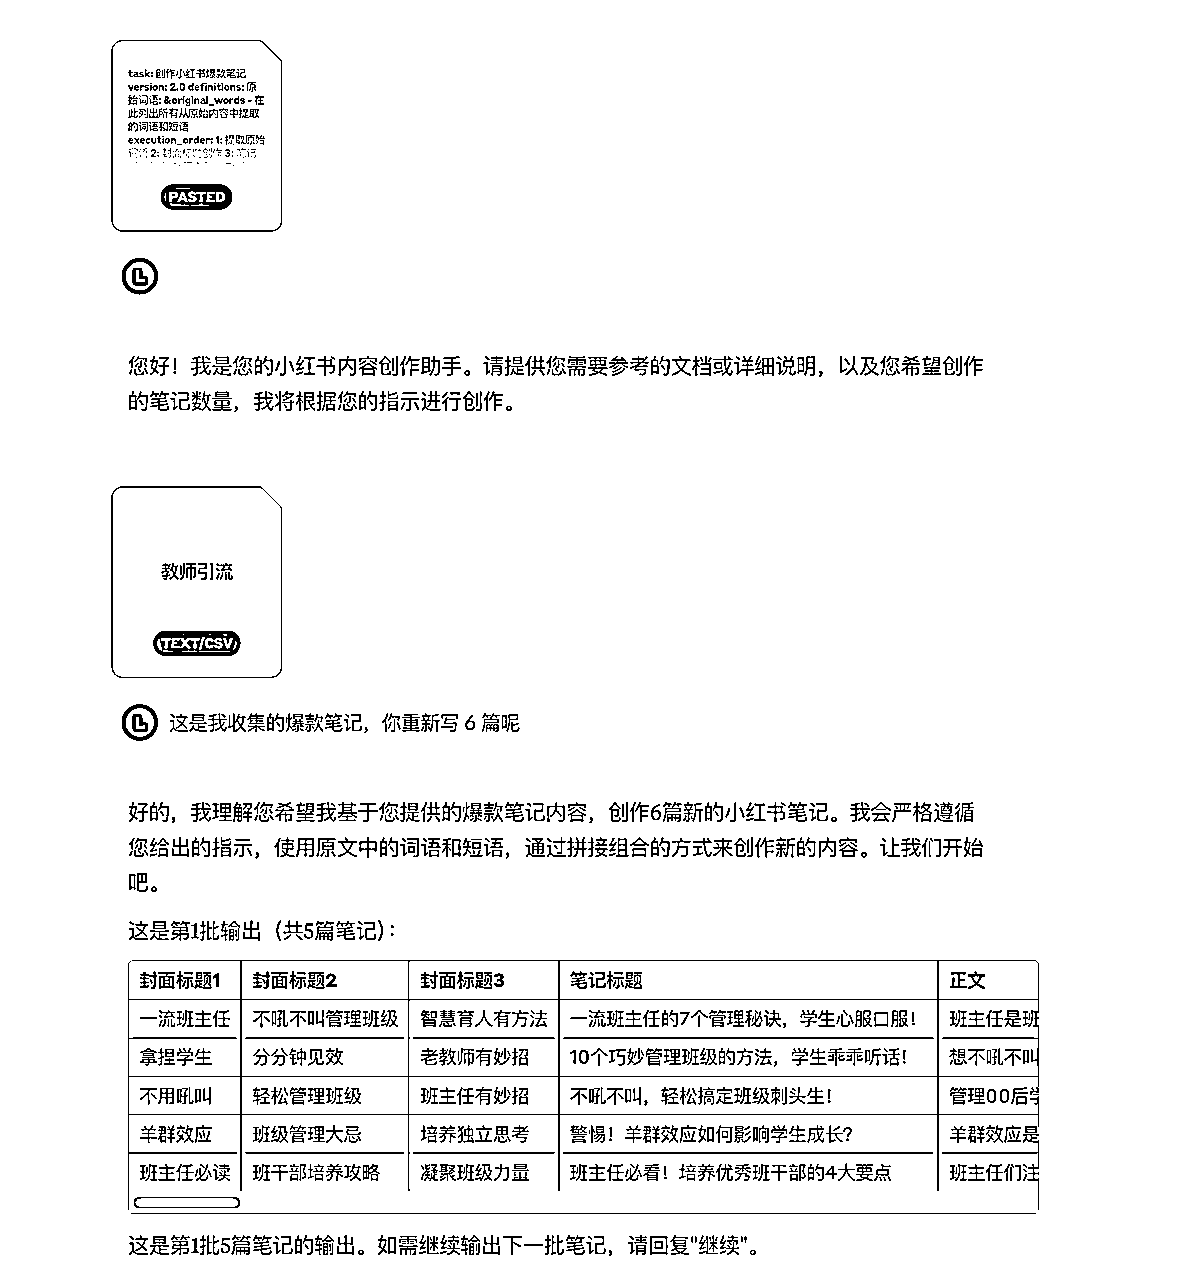 task: 创作小红书爆款笔记
version: 2.0 definitions: 原
始词语: &original_words - 在
此列出所有从原始内容中提取
的词语和短语
execution_order: 1: 提取原始
词语 2: 封面标题创作 3: 笔记
PASTED
您好！我是您的小红书内容创作助手。请提供您需要参考的文档或详细说明，以及您希望创作
的笔记数量，我将根据您的指示进行创作。
教师引流
TEXT/CSV
这是我收集的爆款笔记，你重新写 6 篇呢
好的，我理解您希望我基于您提供的爆款笔记内容，创作6篇新的小红书笔记。我会严格遵循
您给出的指示，使用原文中的词语和短语，通过拼接组合的方式来创作新的内容。让我们开始
吧。
这是第1批输出（共5篇笔记）：
封面标题1 封面标题2 封面标题3 笔记标题 正文
一流班主任 不吼不叫管理班级 智慧育人有方法 一流班主任的7个管理秘诀，学生心服口服！ 班主任是班
拿捏学生 分分钟见效 老教师有妙招 10个巧妙管理班级的方法，学生乖乖听话！ 想不吼不叫
不用吼叫 轻松管理班级 班主任有妙招 不吼不叫，轻松搞定班级刺头生！ 管理00后学
羊群效应 班级管理大忌 培养独立思考 警惕！羊群效应如何影响学生成长？ 羊群效应是
班主任必读 班干部培养攻略 凝聚班级力量 班主任必看！培养优秀班干部的4大要点 班主任们注
这是第1批5篇笔记的输出。如需继续输出下一批笔记，请回复"继续"。